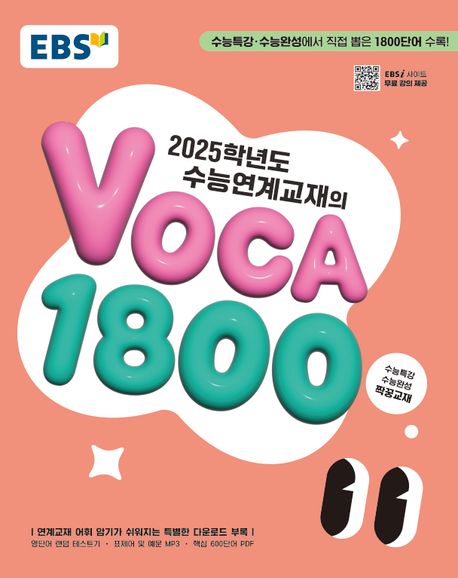 EBS
수능특강·수능완성에서 직접 뽑은 1800단어 수록!
EBSi 사이트
무료 강의 제공
2025학년도
수능연계교재의
VOCA
1800
수능특강
수능완성
짝꿍교재
| 연계교재 어휘 암기가 쉬워지는 특별한 다운로드 부록 |
영단어 랜덤 테스트기 · 표제어 및 예문 MP3 · 핵심 600단어 PDF